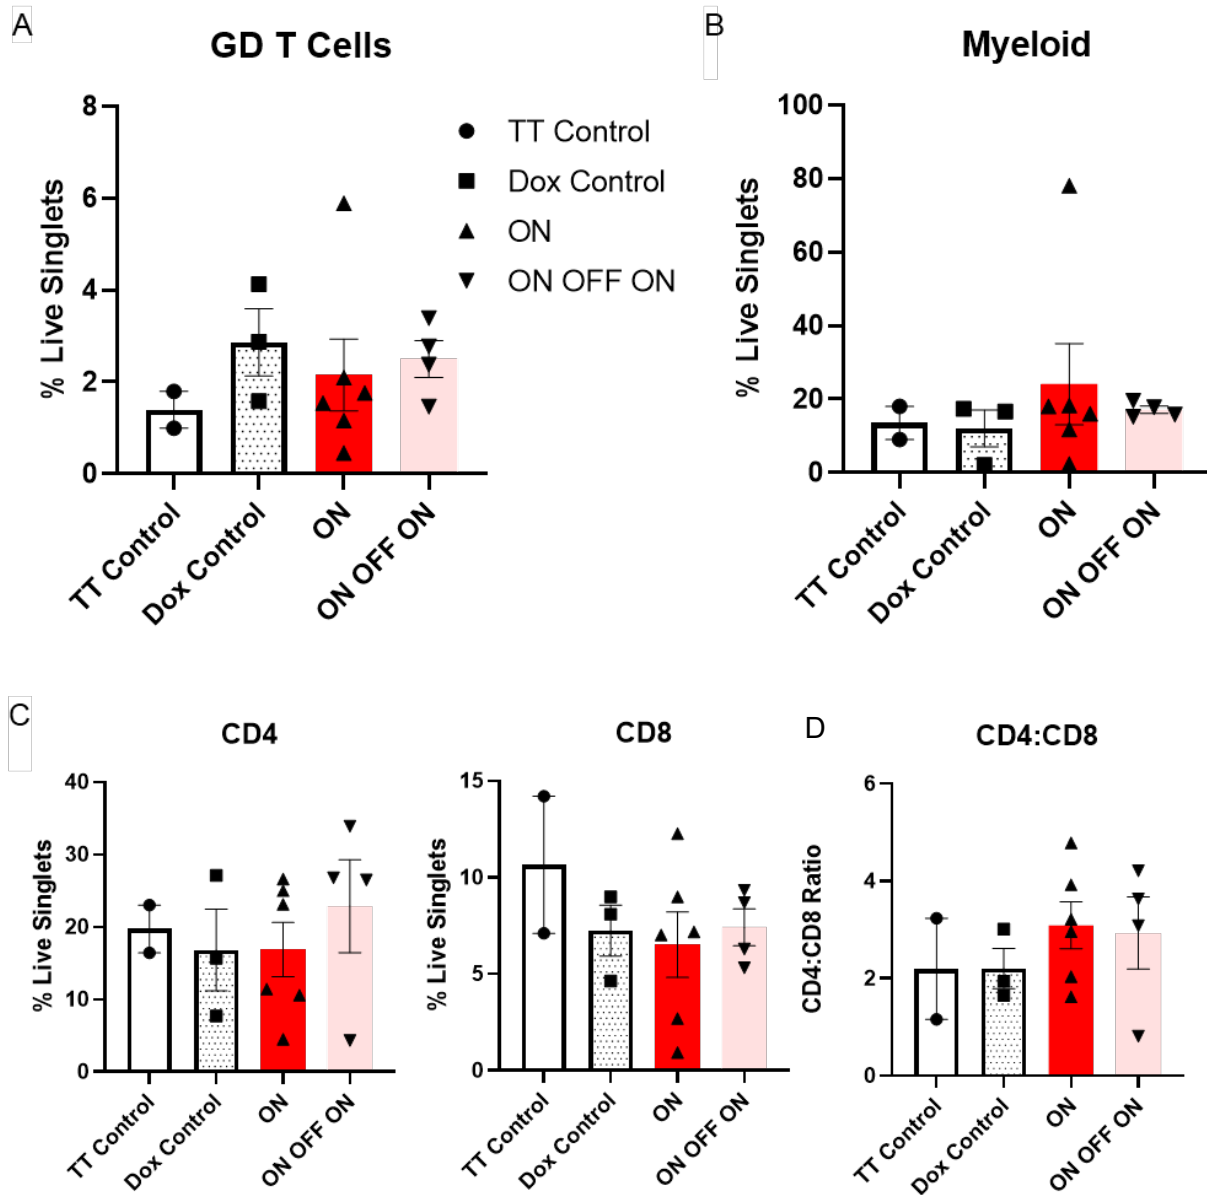 A
GD T Cells
% Live Singlets
8
6
4
2
0
TT Control
Dox Control
ON
ON OFF ON
TT Control
Dox Control
ON
ON OFF ON
B
Myeloid
% Live Singlets
100
80
60
40
20
0
TT Control
Dox Control
ON
ON OFF ON
C
CD4
% Live Singlets
40
30
20
10
0
TT Control
Dox Control
ON
ON OFF ON
CD8
% Live Singlets
15
10
5
0
TT Control
Dox Control
ON
ON OFF ON
D
CD4:CD8
CD4:CD8 Ratio
6
4
2
0
TT Control
Dox Control
ON
ON OFF ON